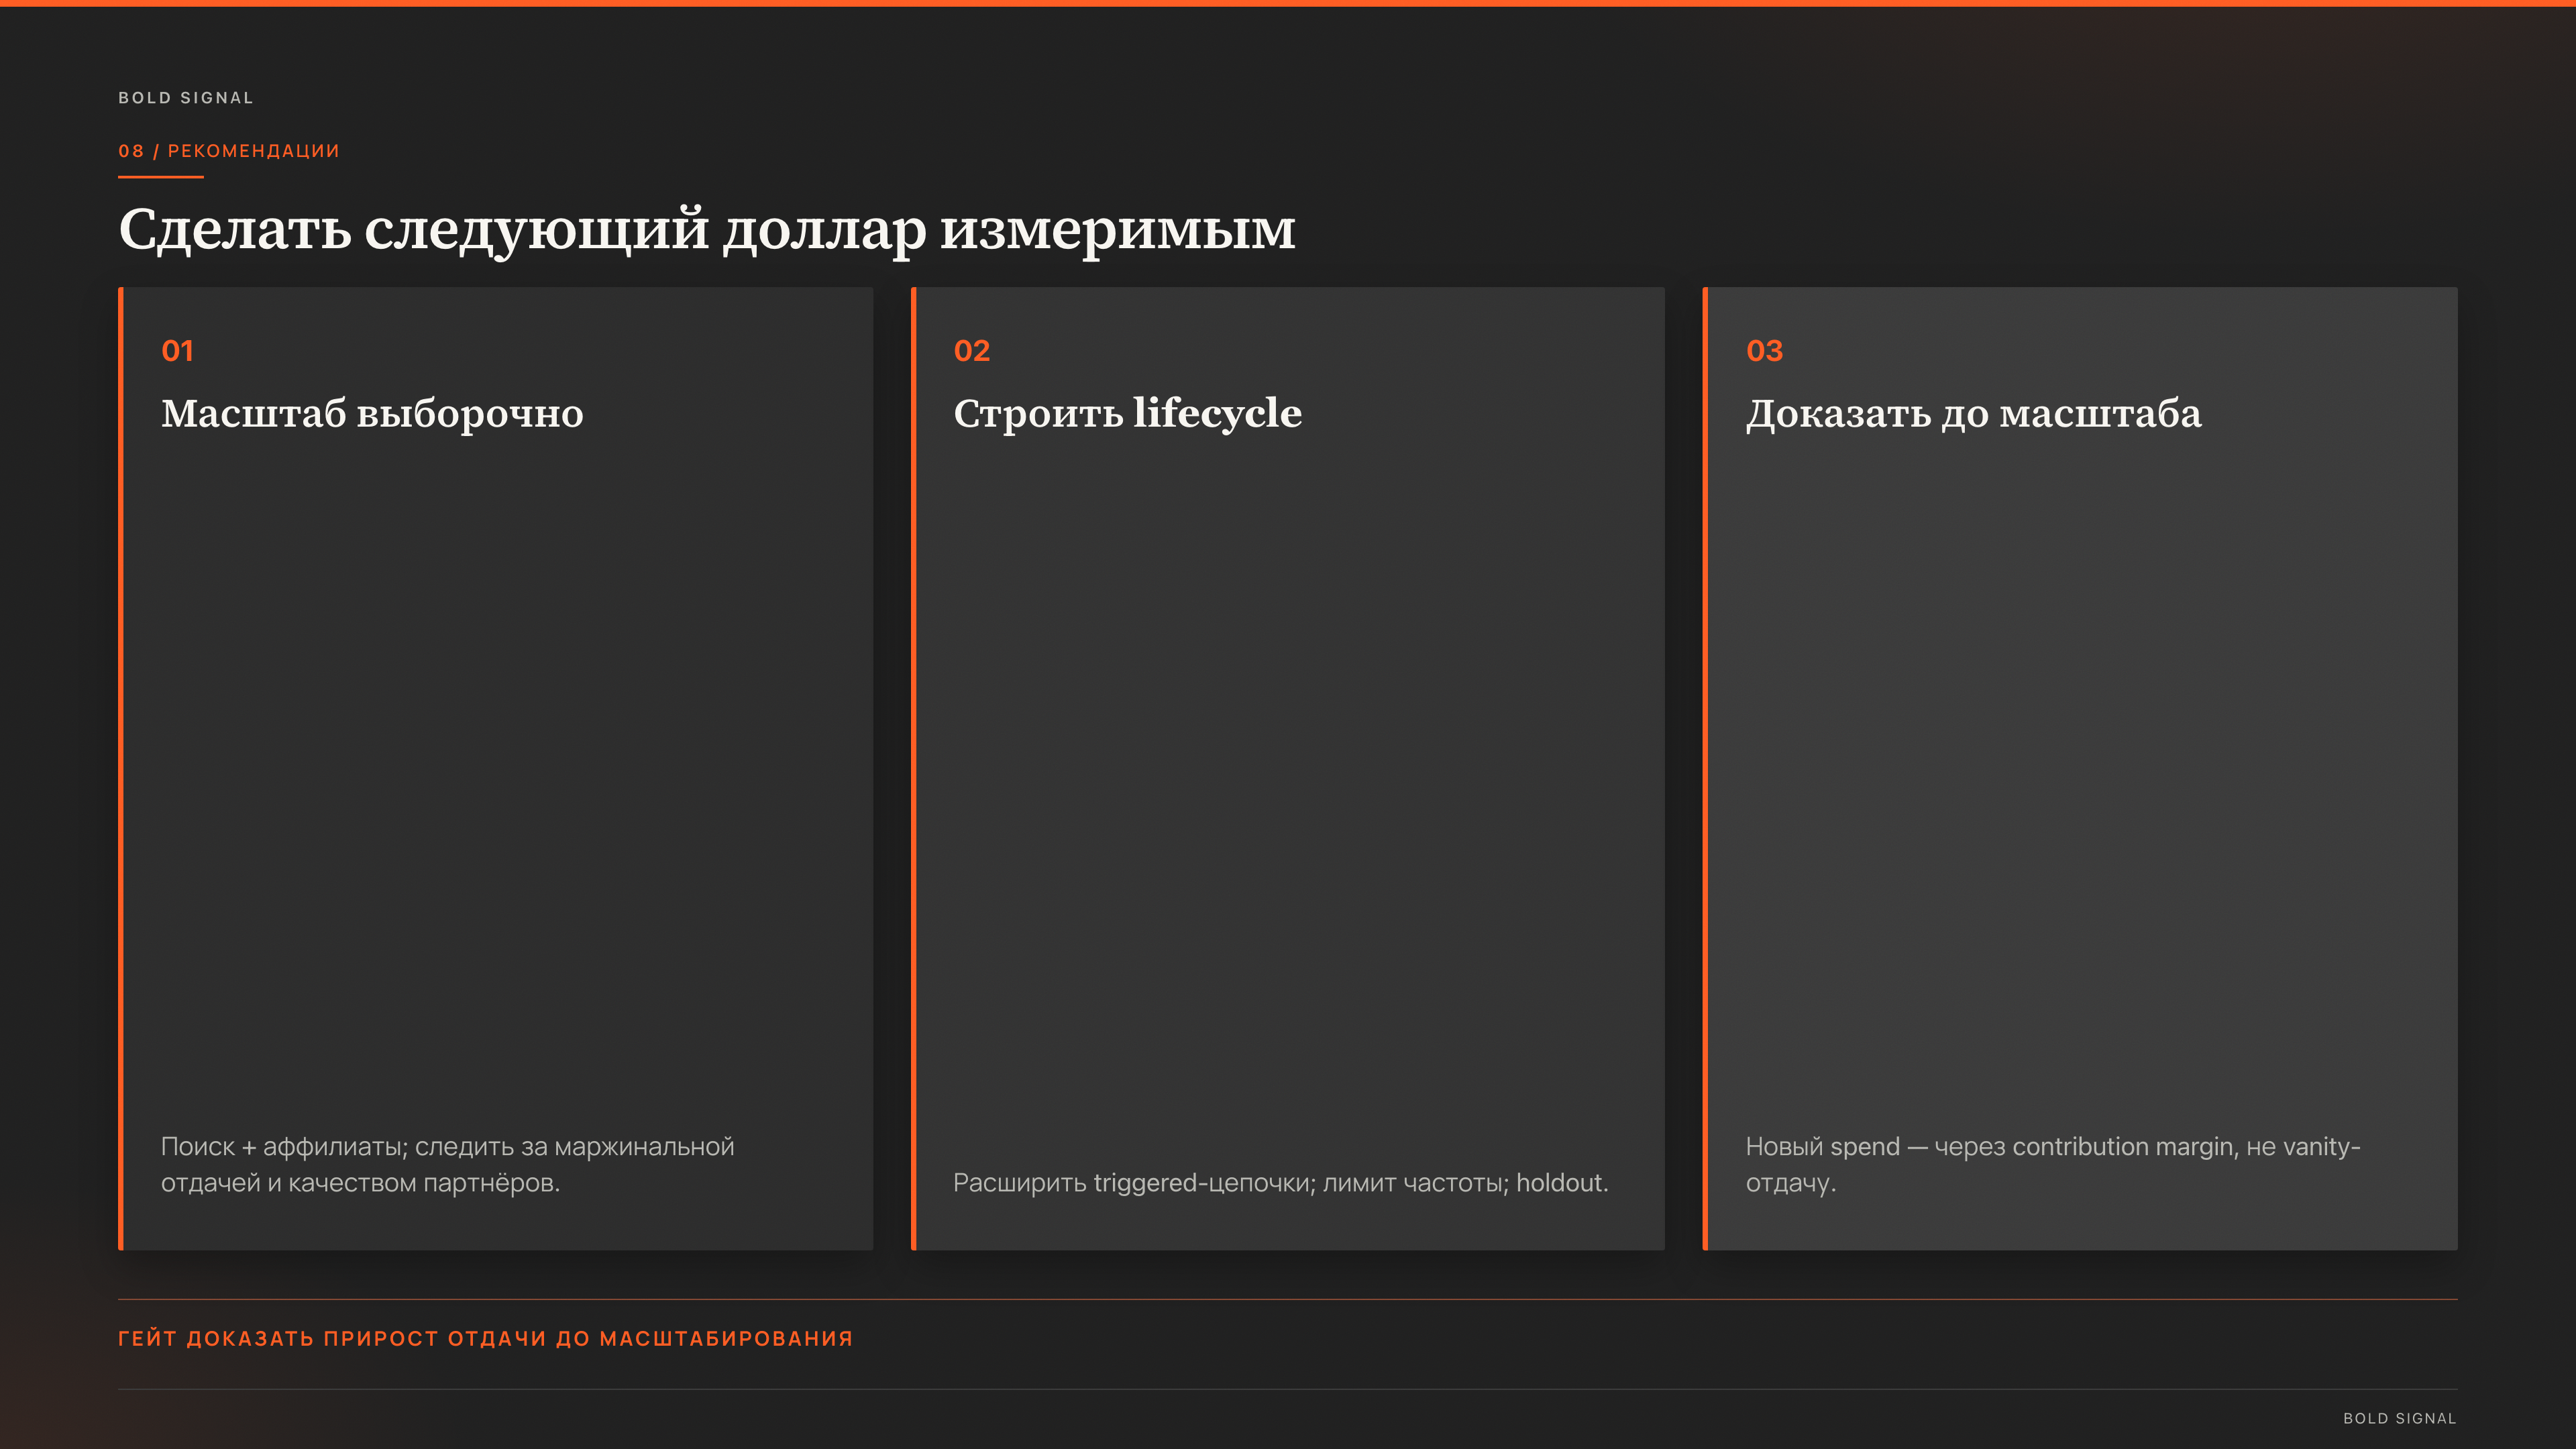 BOLD SIGNAL
08 / РЕКОМЕНДАЦИИ
Сделать следующий доллар измеримым
01
Масштаб выборочно
Поиск + аффилиаты; следить за маржинальной
отдачей и качеством партнёров.
02
Строить lifecycle
Расширить triggered-цепочки; лимит частоты; holdout.
03
Доказать до масштаба
Новый spend — через contribution margin, не vanity-
отдачу.
ГЕЙТ ДОКАЗАТЬ ПРИРОСТ ОТДАЧИ ДО МАСШТАБИРОВАНИЯ
BOLD SIGNAL